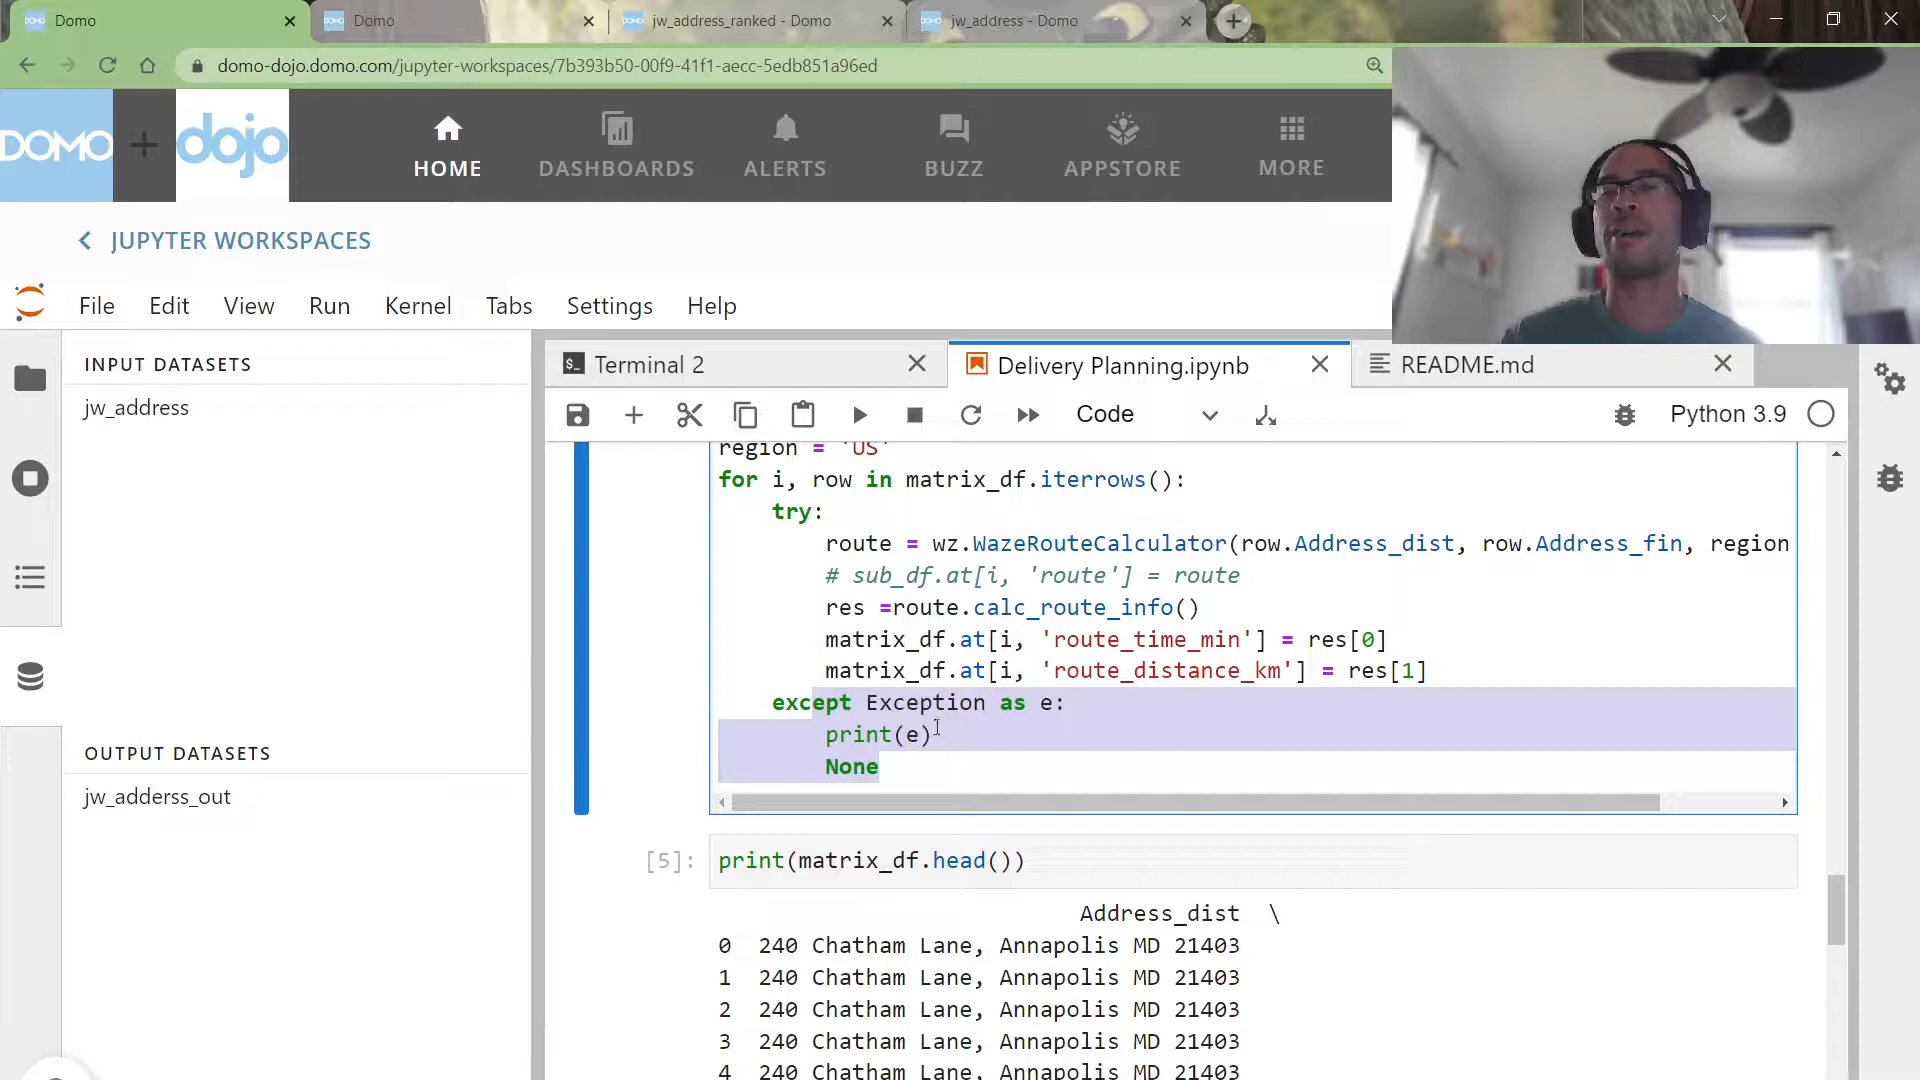 Domo
Domo
jw_address_ranked - Domo
jw_address - Domo
domo-dojo.domo.com/jupyter-workspaces/7b393b50-00f9-41f1-aecc-5edb851a96ed
DOMO
dojo
HOME
DASHBOARDS
ALERTS
BUZZ
APPSTORE
MORE
JUPYTER WORKSPACES
File Edit View Run Kernel Tabs Settings Help
INPUT DATASETS
jw_address
OUTPUT DATASETS
jw_adderss_out
Terminal 2
Delivery Planning.ipynb
README.md
Code
Python 3.9
region = 'US'
for i, row in matrix_df.iterrows():
try:
route = wz.WazeRouteCalculator(row.Address_dist, row.Address_fin, region
# sub_df.at[i, 'route'] = route
res =route.calc_route_info()
matrix_df.at[i, 'route_time_min'] = res[0]
matrix_df.at[i, 'route_distance_km'] = res[1]
except Exception as e:
print(e)
None
[5]: print(matrix_df.head())
Address_dist \
0 240 Chatham Lane, Annapolis MD 21403
1 240 Chatham Lane, Annapolis MD 21403
2 240 Chatham Lane, Annapolis MD 21403
3 240 Chatham Lane, Annapolis MD 21403
4 240 Chatham Lane, Annapolis MD 21403